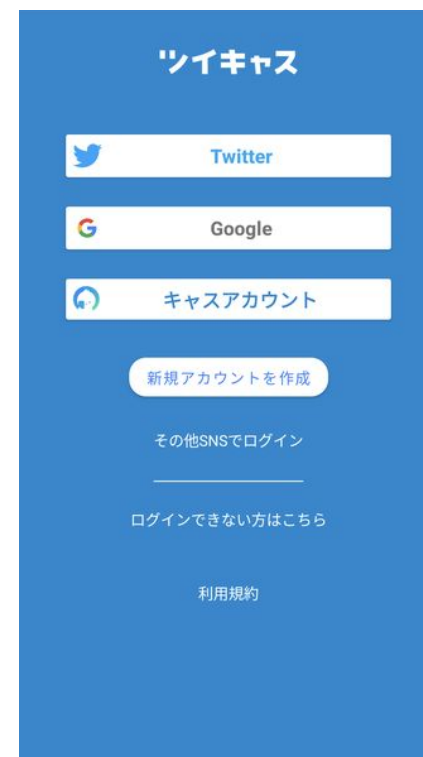 ツイキャス
Twitter
Google
キャスアカウント
新規アカウントを作成
その他SNSでログイン
ログインできない方はこちら
利用規約